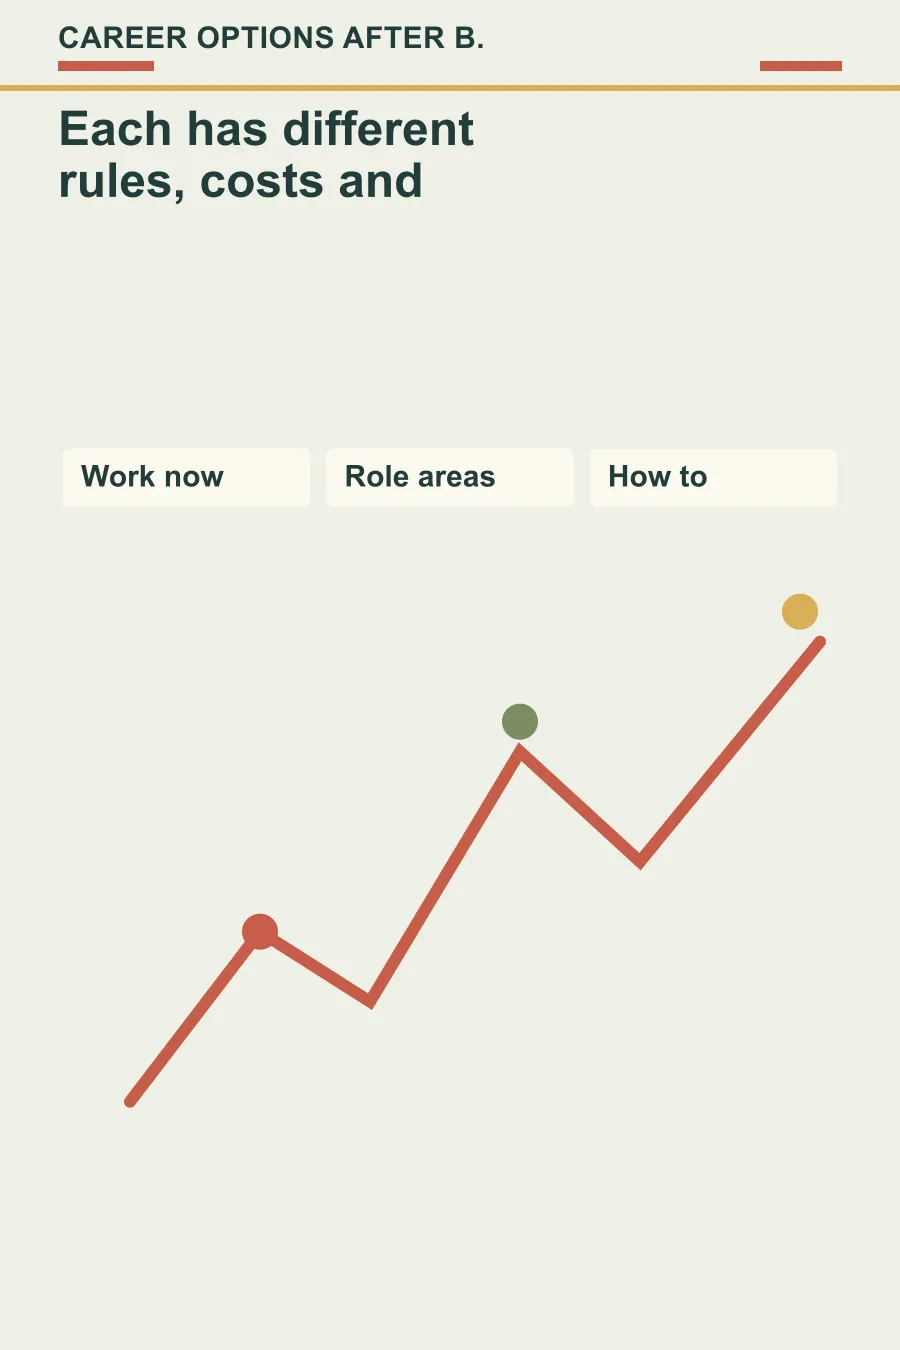 CAREER OPTIONS AFTER B.
Each has different
rules, costs and
Work now
Role areas
How to